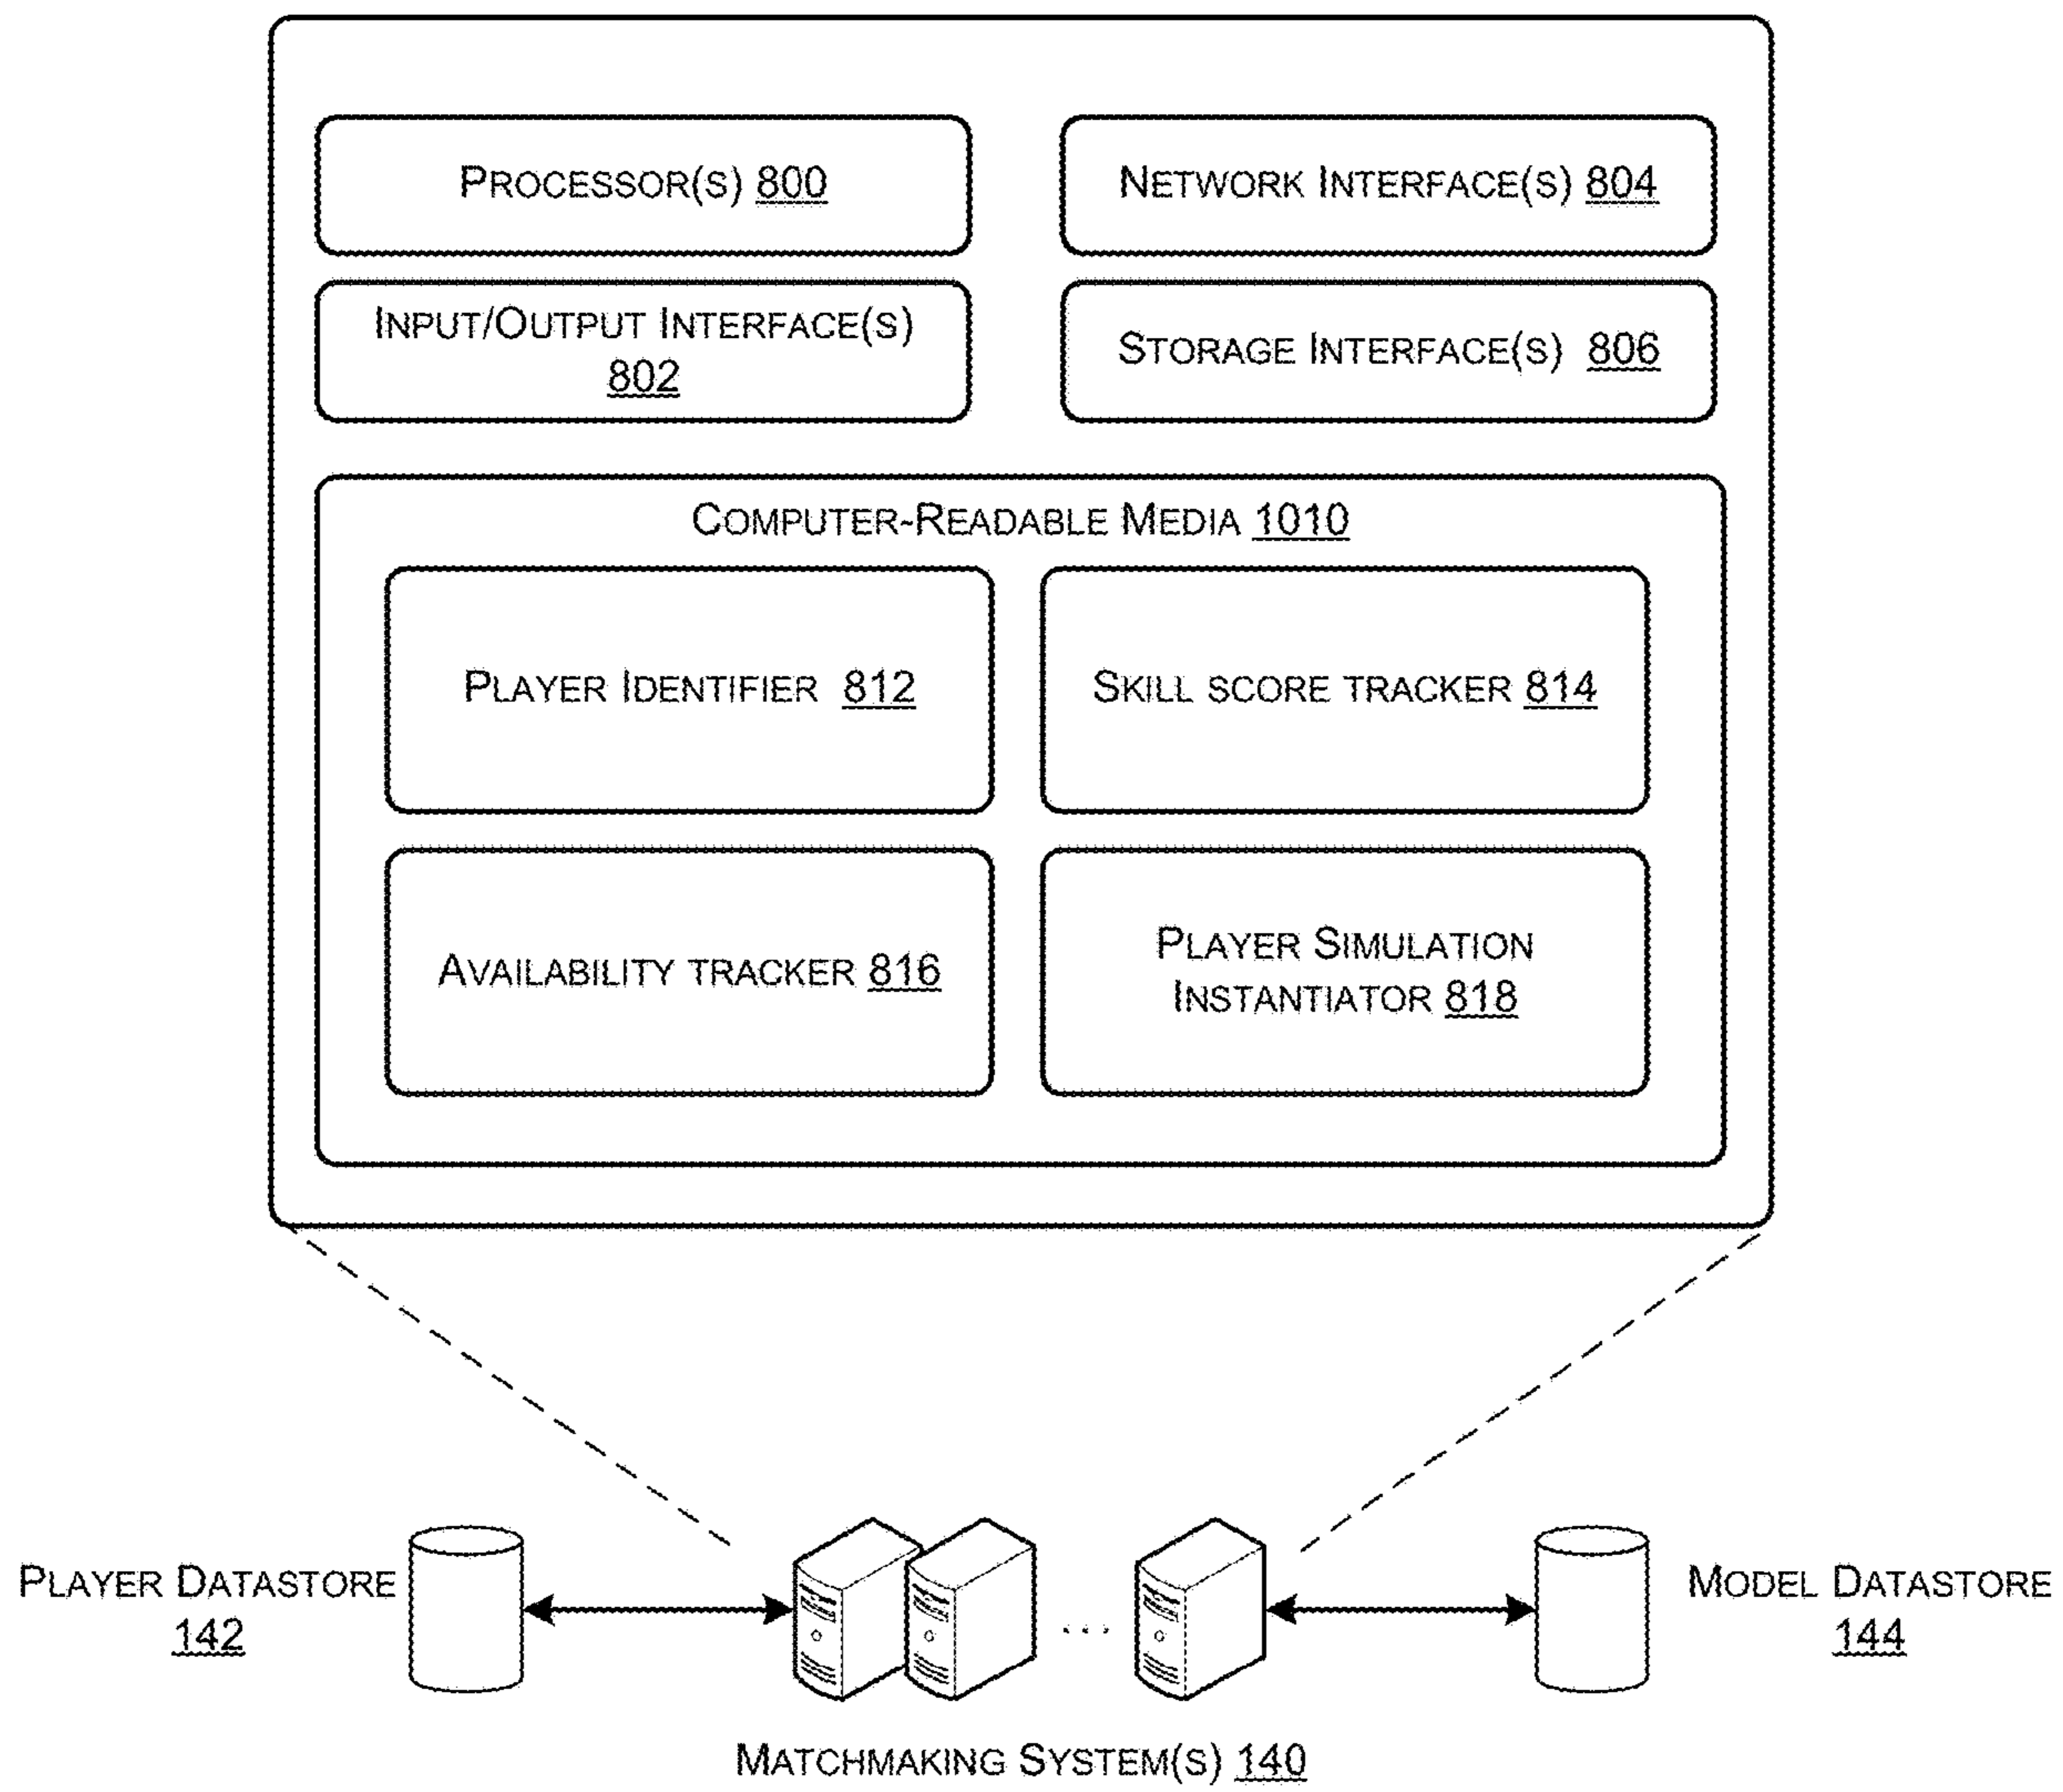 PROCESSOR(S) 800
NETWORK INTERFACE(S) 804
INPUT/OUTPUT INTERFACE(S)
802
STORAGE INTERFACE(S) 806
COMPUTER-READABLE MEDIA 1010
PLAYER IDENTIFIER 812
SKILL SCORE TRACKER 814
AVAILABILITY TRACKER 816
PLAYER SIMULATION
INSTANTIATOR 818
PLAYER DATASTORE
142
...
MODEL DATASTORE
144
MATCHMAKING SYSTEM(S) 140